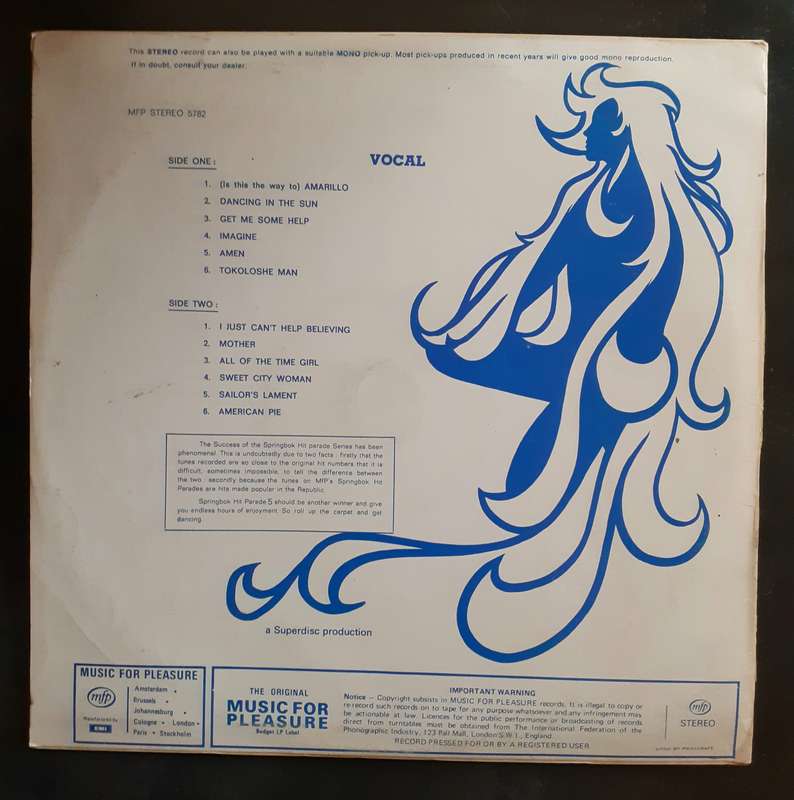 This STEREO record can also be played with a suitable MONO pick-up. Most pick-ups produced in recent years will give good mono reproduction.
If in doubt, consult your dealer.
MFP STEREO 5782
VOCAL
SIDE ONE:
1. (Is this the way to) AMARILLO
2. DANCING IN THE SUN
3. GET ME SOME HELP
4. IMAGINE
5. AMEN
6. TOKOLOSHE MAN
SIDE TWO:
1. I JUST CAN'T HELP BELIEVING
2. MOTHER
3. ALL OF THE TIME GIRL
4. SWEET CITY WOMAN
5. SAILOR'S LAMENT
6. AMERICAN PIE
The Success of the Springbok Hit parade Series has been
phenomenal. This is undoubtedly due to two facts: firstly that the
tunes recorded are so close to the original hit numbers that it is
difficult, sometimes impossible, to tell the difference between
the two: secondly because the tunes on MFP's Springbok Hit
Parades are hits made popular in the Republic.
Springbok Hit Parade 5 should be another winner and give
you endless hours of enjoyment. So roll up the carpet and get
dancing.
a Superdisc production
MUSIC FOR PLEASURE
mfp
Manufactured by
EMI
Amsterdam •
Brussels •
Johannesburg •
Cologne • London •
Paris • Stockholm
THE ORIGINAL
MUSIC FOR
PLEASURE
Budget LP Label
IMPORTANT WARNING
Notice – Copyright subsists in MUSIC FOR PLEASURE records. It is illegal to copy or
re-record such records on to tape for any purpose whatsoever and any infringement may
be actionable at law. Licences for the public performance or broadcasting of records
direct from turntables must be obtained from The International Federation of the
Phonographic Industry, 123 Pall Mall, London S.W.1., England.
RECORD PRESSED FOR OR BY A REGISTERED USER
mfp
STEREO